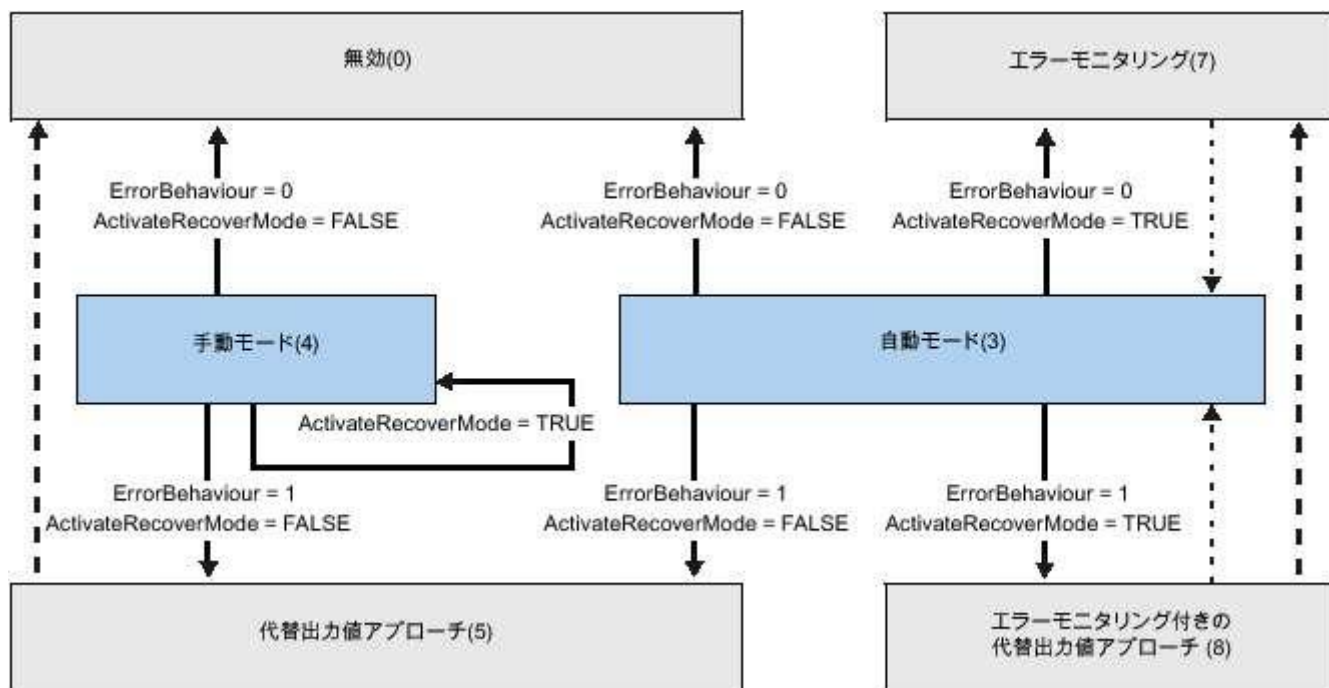 無効(0)
エラーモニタリング(7)
ErrorBehaviour = 0
ActivateRecoverMode = FALSE
ErrorBehaviour = 0
ActivateRecoverMode = FALSE
ErrorBehaviour = 0
ActivateRecoverMode = TRUE
手動モード(4)
自動モード(3)
ActivateRecoverMode = TRUE
ErrorBehaviour = 1
ActivateRecoverMode = FALSE
ErrorBehaviour = 1
ActivateRecoverMode = FALSE
ErrorBehaviour = 1
ActivateRecoverMode = TRUE
代替出力値アプローチ(5)
エラーモニタリング付きの
代替出力値アプローチ (8)